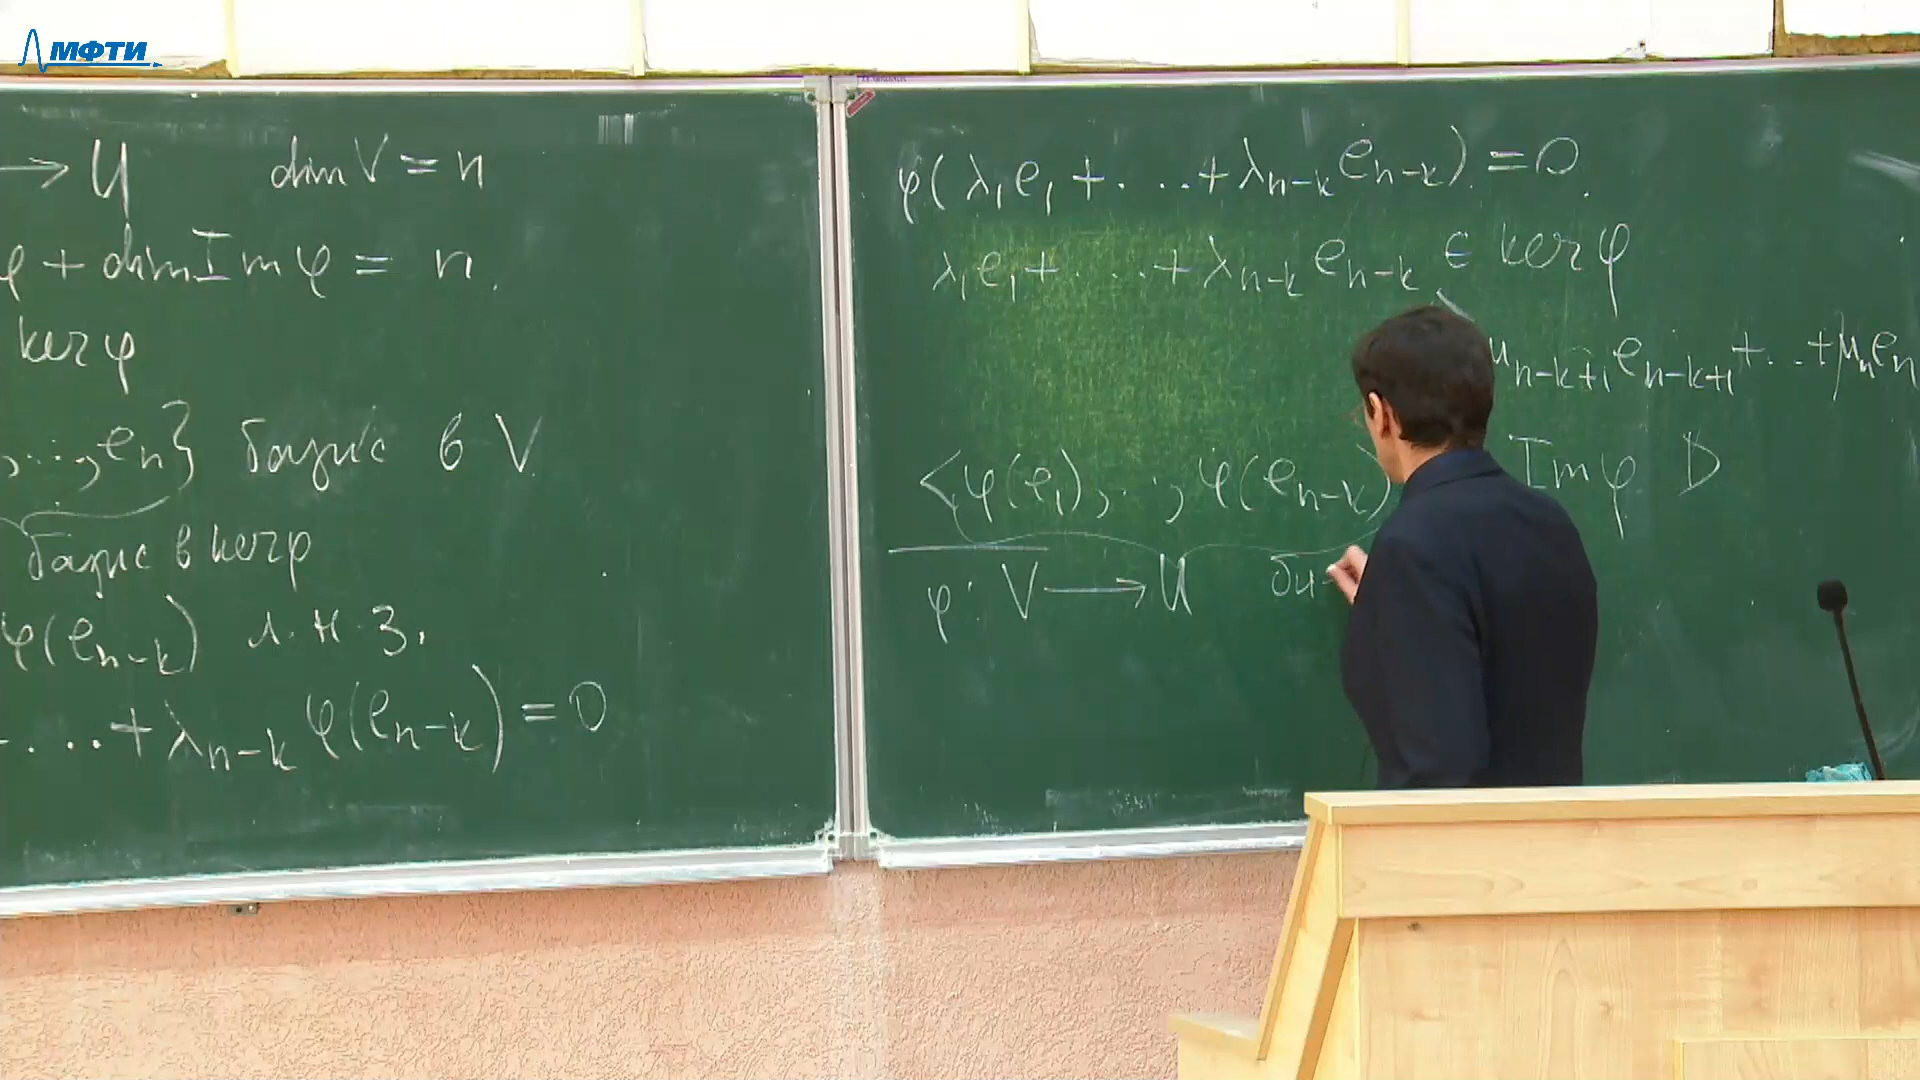 МФТИ
→ U dim V = n
φ + dim Im φ = n.
ker φ
,...,eₙ} базис в V.
базис в ker φ
φ(eₙ₋ₖ) л.н.з.
+ λₙ₋ₖ φ(eₙ₋ₖ) = 0
φ(λ₁e₁ + ... + λₙ₋ₖeₙ₋ₖ) = 0.
λ₁e₁ + ... + λₙ₋ₖeₙ₋ₖ ∈ ker φ
μₙ₋ₖ₊₁eₙ₋ₖ₊₁ + ... + μₙeₙ
<φ(e₁), ..., φ(eₙ₋ₖ) Im φ ▷
φ: V → U би